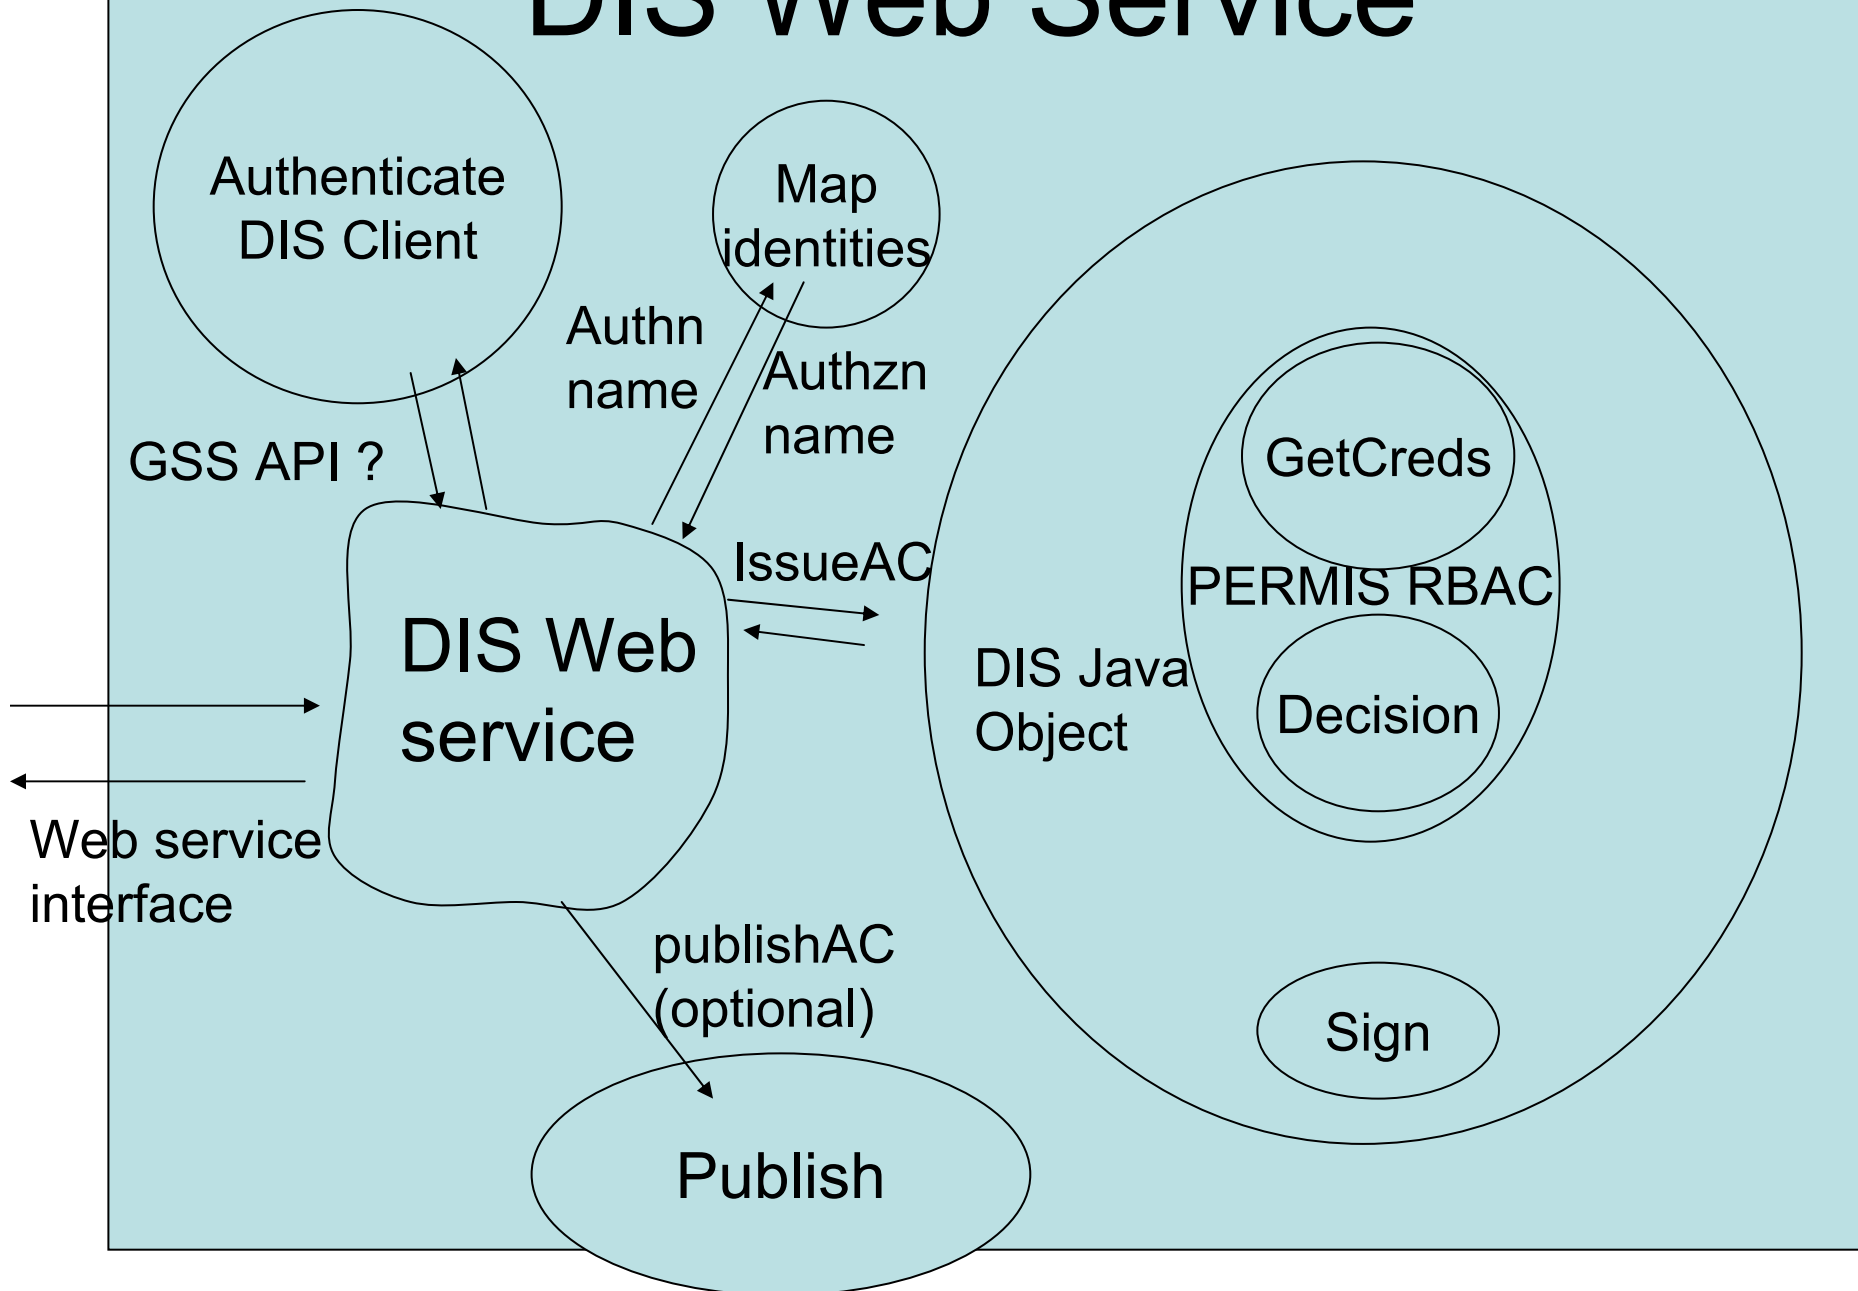 DIS Web Service
Authenticate
DIS Client
Map
identities
Authn
name
Authzn
name
GSS API ?
GetCreds
IssueAC
PERMIS RBAC
DIS Web
service
DIS Java
Object
Decision
Web service
interface
publishAC
(optional)
Sign
Publish